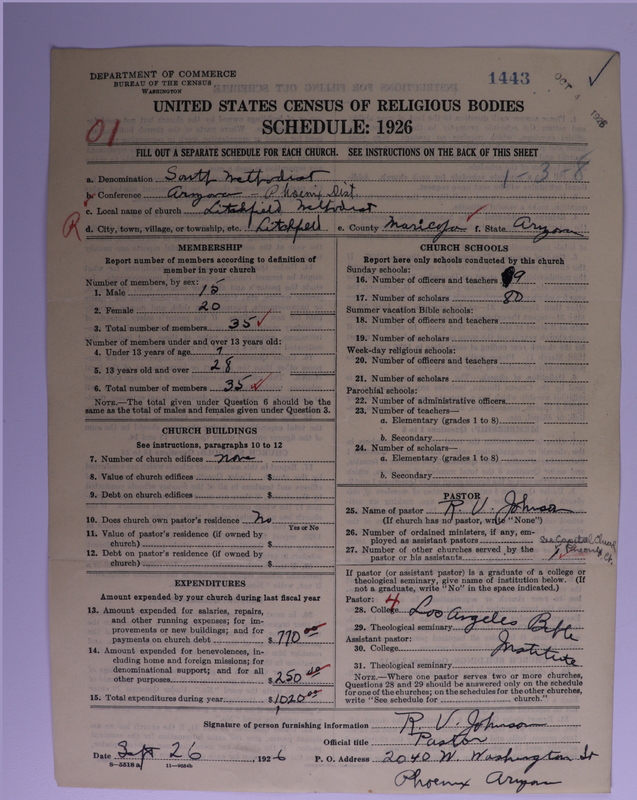 DEPARTMENT OF COMMERCE
BUREAU OF THE CENSUS
WASHINGTON
1443
OCT 1926
UNITED STATES CENSUS OF RELIGIOUS BODIES
SCHEDULE: 1926
01
FILL OUT A SEPARATE SCHEDULE FOR EACH CHURCH. SEE INSTRUCTIONS ON THE BACK OF THIS SHEET
a. Denomination South Methodist 1-3-8
b. Conference Arizona Phoenix Dist
c. Local name of church Litchfield Methodist
R d. City, town, village, or township, etc. Litchfield e. County Maricopa f. State Arizona
MEMBERSHIP
Report number of members according to definition of
member in your church
Number of members, by sex:
1. Male 15
2. Female 20
3. Total number of members 35
Number of members under and over 13 years old:
4. Under 13 years of age 7
5. 13 years old and over 28
6. Total number of members 35
NOTE.—The total given under Question 6 should be
same as the total of males and females given under Question 3.
CHURCH BUILDINGS
See instructions, paragraphs 10 to 12
7. Number of church edifices none
8. Value of church edifices $
9. Debt on church edifices $
10. Does church own pastor's residence? No
Yes or No
11. Value of pastor's residence (if owned by
church) $
12. Debt on pastor's residence (if owned by
church) $
EXPENDITURES
Amount expended by your church during last fiscal year
13. Amount expended for salaries, repairs,
and other running expenses; for im-
provements or new buildings; and for
payments on church debt $770 00
14. Amount expended for benevolences, in-
cluding home and foreign missions; for
denominational support; and for all
other purposes $250 00
15. Total expenditures during year $1020 00
CHURCH SCHOOLS
Report here only schools conducted by this church
Sunday schools:
16. Number of officers and teachers 9
17. Number of scholars 80
Summer vacation Bible schools:
18. Number of officers and teachers
19. Number of scholars
Week-day religious schools:
20. Number of officers and teachers
21. Number of scholars
Parochial schools:
22. Number of administrative officers
23. Number of teachers—
a. Elementary (grades 1 to 8)
b. Secondary
24. Number of scholars—
a. Elementary (grades 1 to 8)
b. Secondary
PASTOR
25. Name of pastor R. V. Johnson
(If church has no pastor, write "None")
26. Number of ordained ministers, if any, em-
ployed as assistant pastors
27. Number of other churches served by the
pastor or his assistants 1
See Capitol Church
Phoenix
If pastor (or assistant pastor) is a graduate of a college or
theological seminary, give name of institution below. (If
not a graduate, write "No" in the space indicated.)
Pastor: 4
28. College Los Angeles Bible
29. Theological seminary
Assistant pastor: Institute
30. College
31. Theological seminary
NOTE.—Where one pastor serves two or more churches,
Questions 28 and 29 should be answered only on the schedule
for one of the churches; on the schedules for the other churches,
write "See schedule for church."
Signature of person furnishing information R. V. Johnson
Official title Pastor
Date Sept 26, 1926 P. O. Address 2040 W. Washington St
8-5518a 11-9554b
Phoenix Arizona